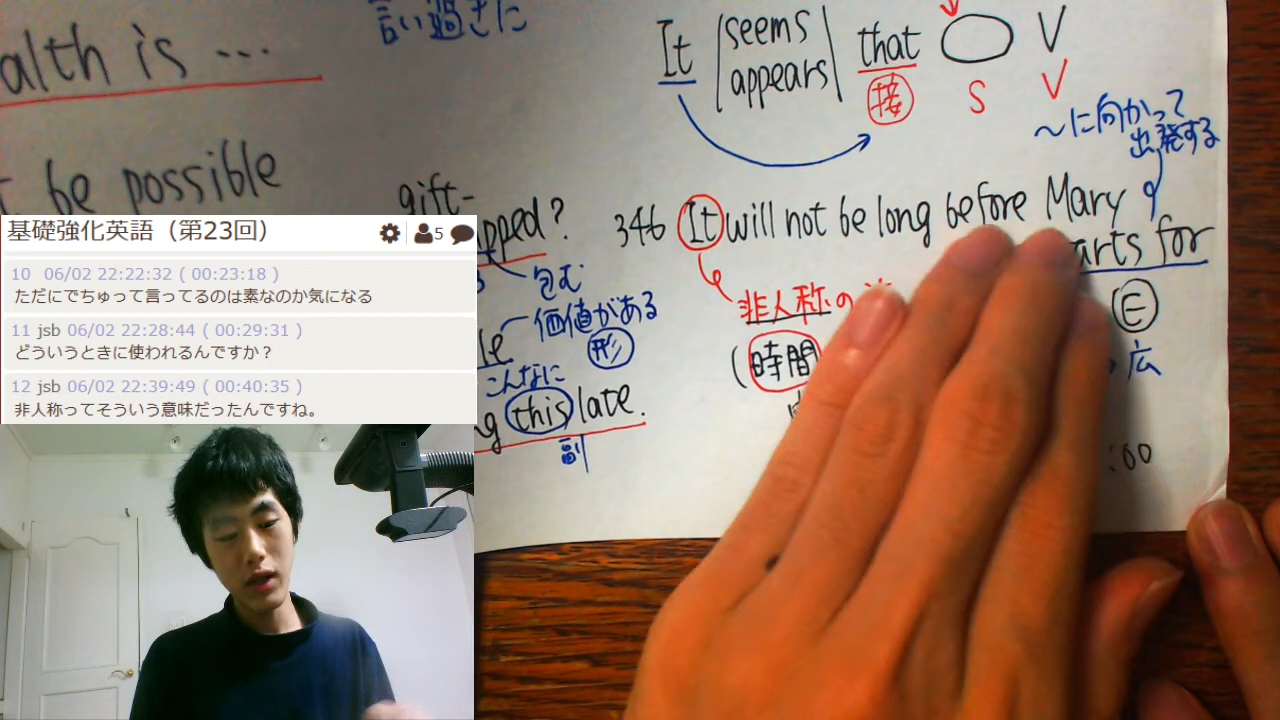 alth is ...
言い過ぎに
be possible
It seems appears that S V
接
S V
～に向かって
出発する
gift-
pped?
包む
価値がある
形
こんなに
this late.
副
346 It will not be long before Mary
arts for
非人称の
(時間
E
広
:00
基礎強化英語（第23回）
5
10 06/02 22:22:32 ( 00:23:18 )
ただにでちゅって言ってるのは素なのか気になる
11 jsb 06/02 22:28:44 ( 00:29:31 )
どういうときに使われるんですか？
12 jsb 06/02 22:39:49 ( 00:40:35 )
非人称ってそういう意味だったんですね。